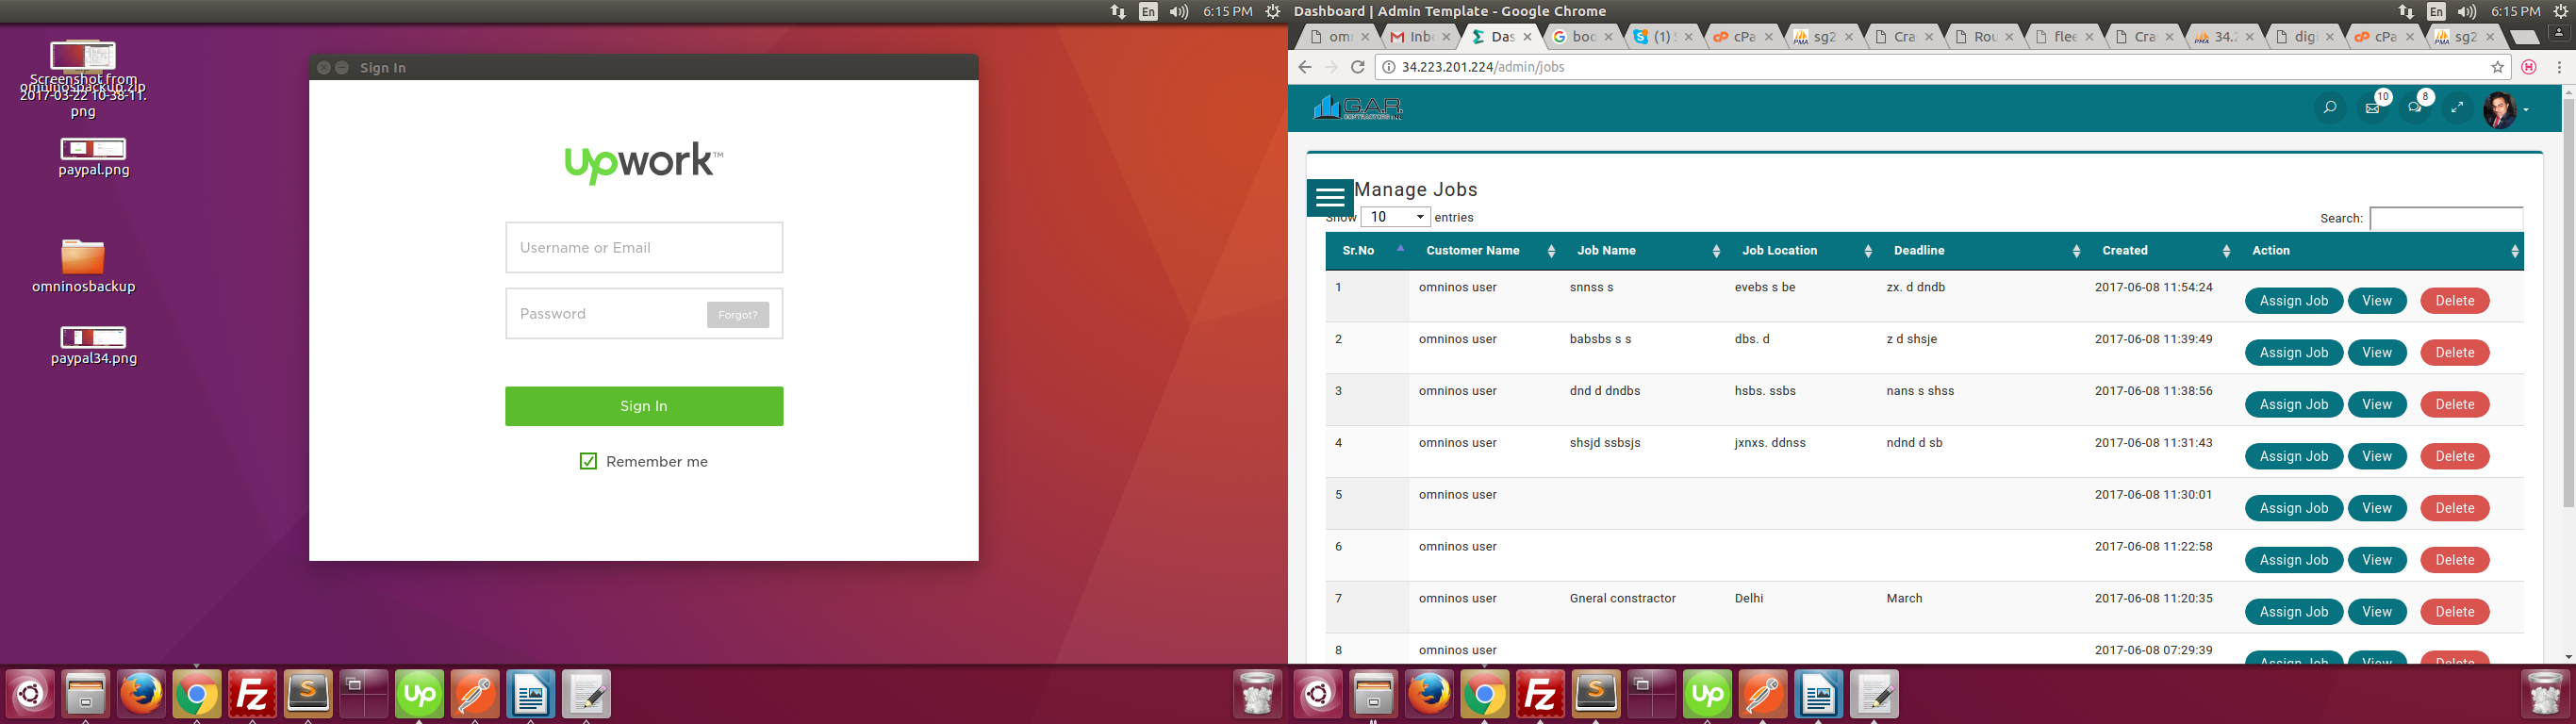 En 6:15 PM
Screenshot from
2017-03-22 10-38-11.
png
omninosbackup.zip
paypal.png
omninosbackup
paypal34.png
Sign In
upwork™
Username or Email
Password Forgot?
Sign In
Remember me
Dashboard | Admin Template - Google Chrome En 6:15 PM
omr Inb Das boo (1) cPa sg2 Cra Rou flee Cra 34.2 digi cPa sg2
34.223.201.224/admin/jobs
G.A.R. 10 8
CONTRACTORS INC
Manage Jobs
Show 10 entries Search:
Sr.No Customer Name Job Name Job Location Deadline Created Action
1 omninos user snnss s evebs s be zx. d dndb 2017-06-08 11:54:24 Assign Job View Delete
2 omninos user babsbs s s dbs. d z d shsje 2017-06-08 11:39:49 Assign Job View Delete
3 omninos user dnd d dndbs hsbs. ssbs nans s shss 2017-06-08 11:38:56 Assign Job View Delete
4 omninos user shsjd ssbsjs jxnxs. ddnss ndnd d sb 2017-06-08 11:31:43 Assign Job View Delete
5 omninos user 2017-06-08 11:30:01 Assign Job View Delete
6 omninos user 2017-06-08 11:22:58 Assign Job View Delete
7 omninos user Gneral constractor Delhi March 2017-06-08 11:20:35 Assign Job View Delete
8 omninos user 2017-06-08 07:29:39 Assign Job View Delete